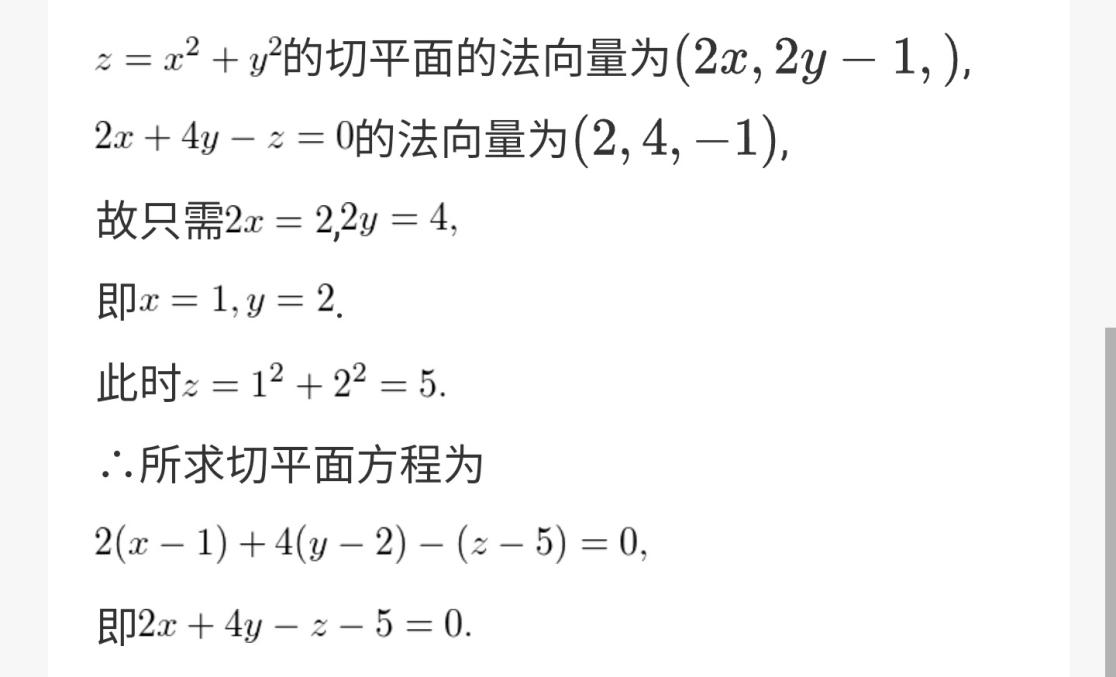 z = x² + y²的切平面的法向量为(2x, 2y − 1, ),
2x + 4y − z = 0的法向量为(2, 4, −1),
故只需2x = 2,2y = 4,
即x = 1, y = 2.
此时z = 1² + 2² = 5.
∴所求切平面方程为
2(x − 1) + 4(y − 2) − (z − 5) = 0,
即2x + 4y − z − 5 = 0.